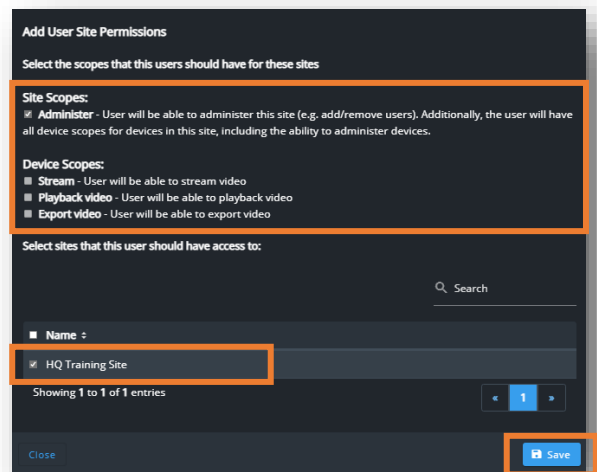 Add User Site Permissions
Select the scopes that this users should have for these sites
Site Scopes:
Administer - User will be able to administer this site (e.g. add/remove users). Additionally, the user will have
all device scopes for devices in this site, including the ability to administer devices.
Device Scopes:
Stream - User will be able to stream video
Playback video - User will be able to playback video
Export video - User will be able to export video
Select sites that this user should have access to:
Search
Name
HQ Training Site
Showing 1 to 1 of 1 entries
« 1 »
Close
Save